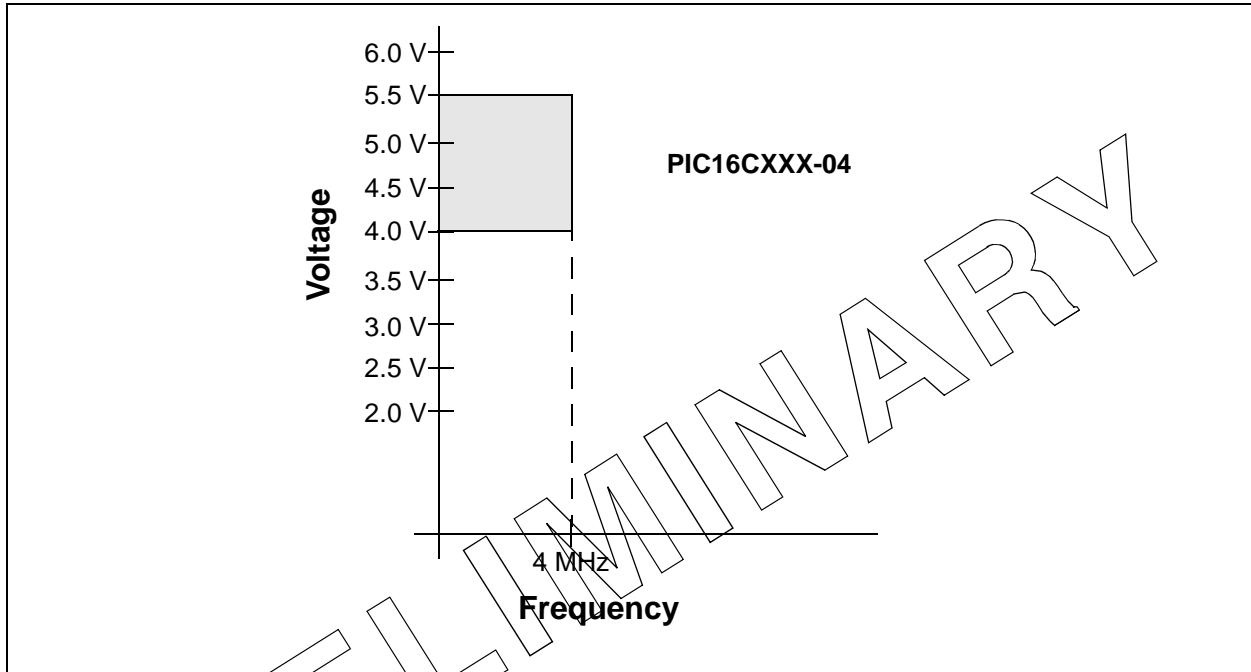 6.0 V
5.5 V
5.0 V
4.5 V
4.0 V
3.5 V
3.0 V
2.5 V
2.0 V
Voltage
PIC16CXXX-04
4 MHz
Frequency
ELIMINARY